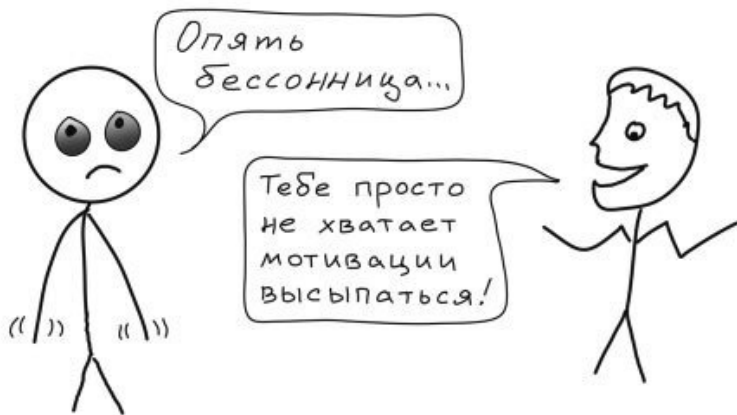 Опять
бессонница...
Тебе просто
не хватает
мотивации
высыпаться!